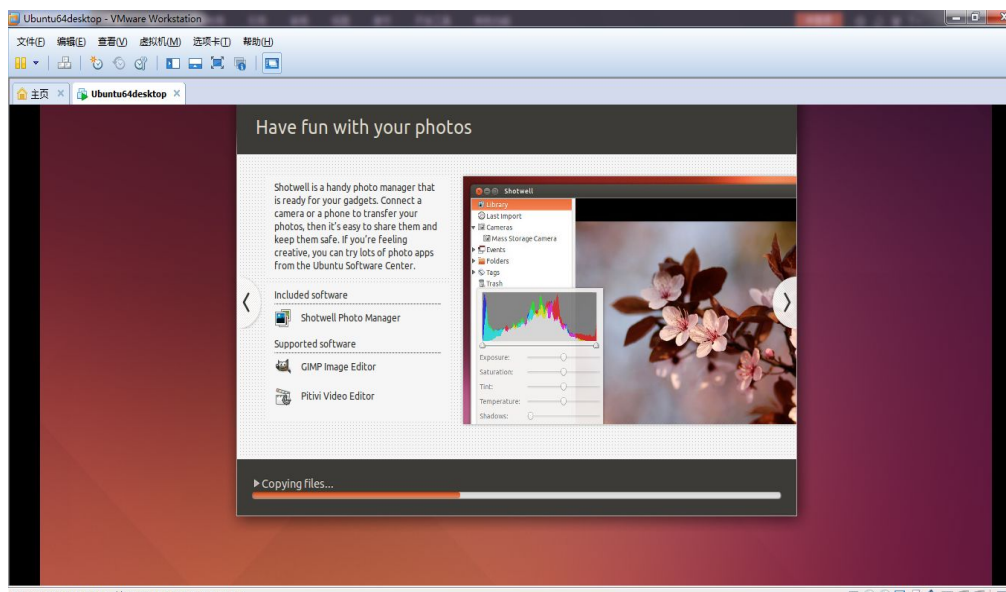 Ubuntu64desktop - VMware Workstation
文件(F) 编辑(E) 查看(V) 虚拟机(M) 选项卡(T) 帮助(H)
主页 Ubuntu64desktop
Have fun with your photos
Shotwell is a handy photo manager that
is ready for your gadgets. Connect a
camera or a phone to transfer your
photos, then it's easy to share them and
keep them safe. If you're feeling
creative, you can try lots of photo apps
from the Ubuntu Software Center.
Included software
Shotwell Photo Manager
Supported software
GIMP Image Editor
Pitivi Video Editor
Shotwell
Library
Last Import
Cameras
Mass Storage Camera
Events
Folders
Tags
Trash
Exposure:
Saturation:
Tint:
Temperature:
Shadows:
Copying files...